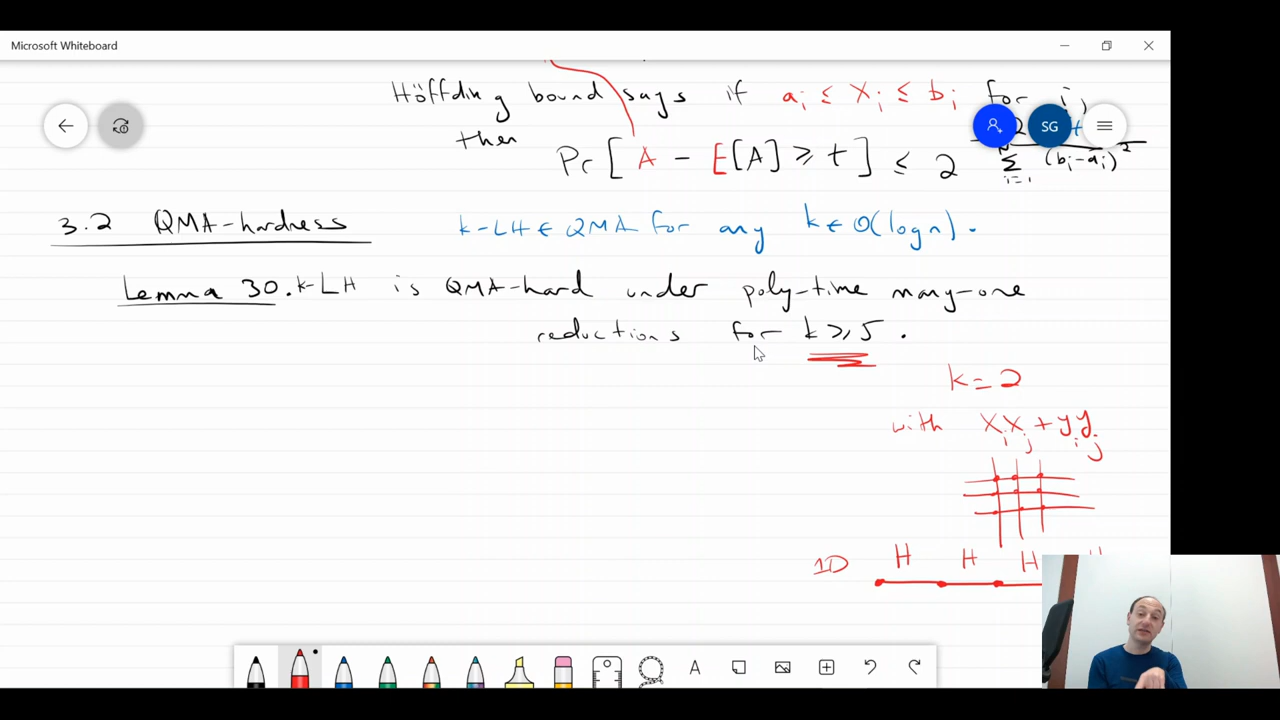 Microsoft Whiteboard
Höffding bound says if aᵢ ≤ Xᵢ ≤ bᵢ for i,
then Pr[A - E[A] ≥ t] ≤ 2
Σ i=1 (bᵢ-aᵢ)²
SG
3.2 QMA-hardness k-LH ∈ QMA for any k ∈ O(log n).
Lemma 30. k-LH is QMA-hard under poly-time many-one
reductions for k ≥ 5.
k = 2
with XᵢXⱼ + YᵢYⱼ
1D H H H H
A